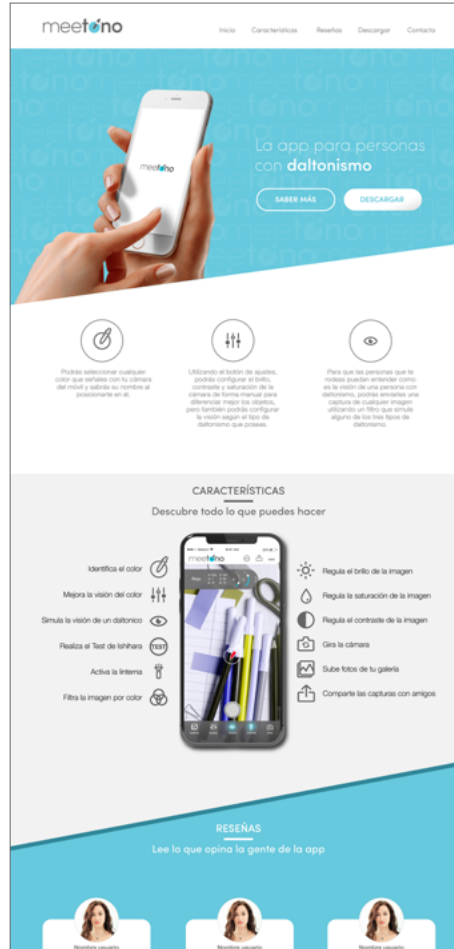 meetono
Inicio Características Reseñas Descargar Contacto
meetono
La app para personas
con daltonismo
SABER MÁS DESCARGAR
Podrás seleccionar cualquier
color que señales con tu cámara
del móvil y sabrás su nombre al
posicionarte en él.
Utilizando el botón de ajustes,
podrás configurar el brillo,
contraste y saturación de la
cámara de forma manual para
diferenciar mejor los objetos,
pero también podrás configurar
la visión según el tipo de
daltonismo que poseas.
Para que las personas que te
rodeas puedan entender como
es la visión de una persona con
daltonismo, podrás enviarles una
captura de cualquier imagen
utilizando un filtro que simule
alguno de los tres tipos de
daltonismo.
CARACTERÍSTICAS
Descubre todo lo que puedes hacer
meetono
Rojo
Identifica el color
Mejora la visión del color
Simula la visión de un daltonico
Realiza el Test de Ishihara
TEST
Activa la linterna
Filtra la imagen por color
Regula el brillo de la imagen
Regula la saturación de la imagen
Regula el contraste de la imagen
Gira la cámara
Sube fotos de tu galería
Comparte las capturas con amigos
RESEÑAS
Lee lo que opina la gente de la app
Nombre usuario
Nombre usuario
Nombre usuario